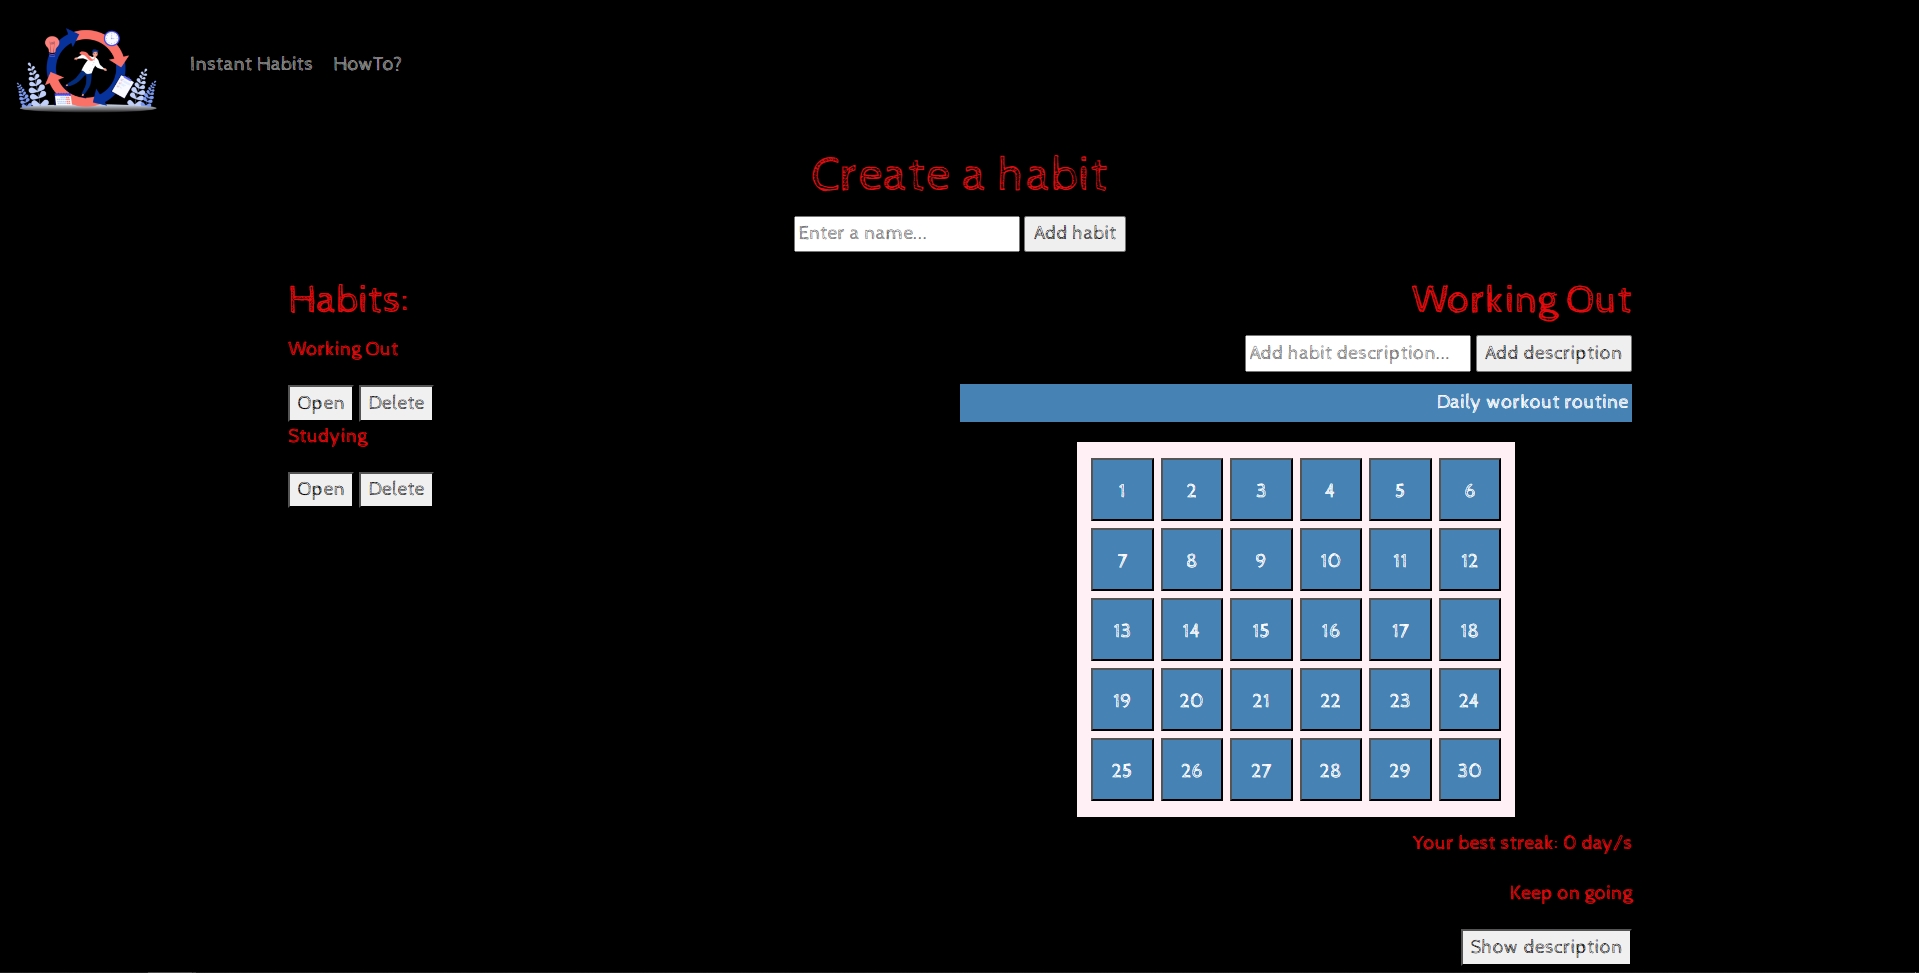 Instant Habits HowTo?
Create a habit
Enter a name... Add habit
Habits:
Working Out
Open Delete
Studying
Open Delete
Working Out
Add habit description... Add description
Daily workout routine
1 2 3 4 5 6
7 8 9 10 11 12
13 14 15 16 17 18
19 20 21 22 23 24
25 26 27 28 29 30
Your best streak: 0 day/s
Keep on going
Show description